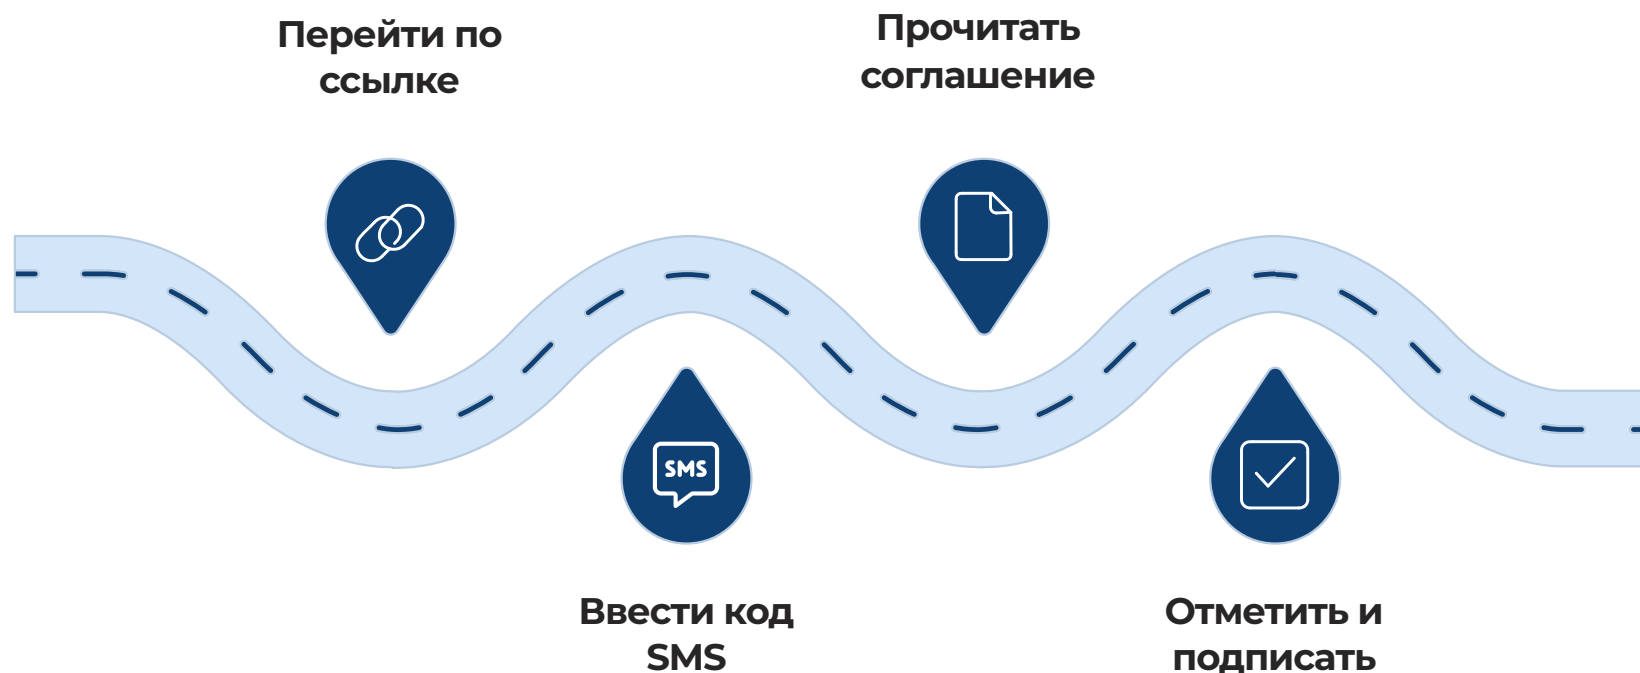 Перейти по
ссылке
SMS
Ввести код
SMS
Прочитать
соглашение
Отметить и
подписать